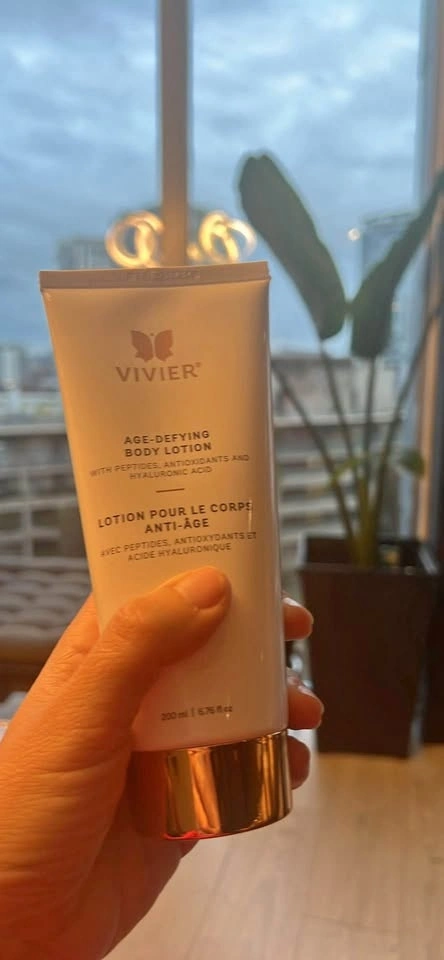 VIVIER®
AGE-DEFYING
BODY LOTION
WITH PEPTIDES, ANTIOXIDANTS AND
HYALURONIC ACID
LOTION POUR LE CORPS
ANTI-ÂGE
AVEC PEPTIDES, ANTIOXYDANTS ET
ACIDE HYALURONIQUE
200 ml | 6.76 fl oz